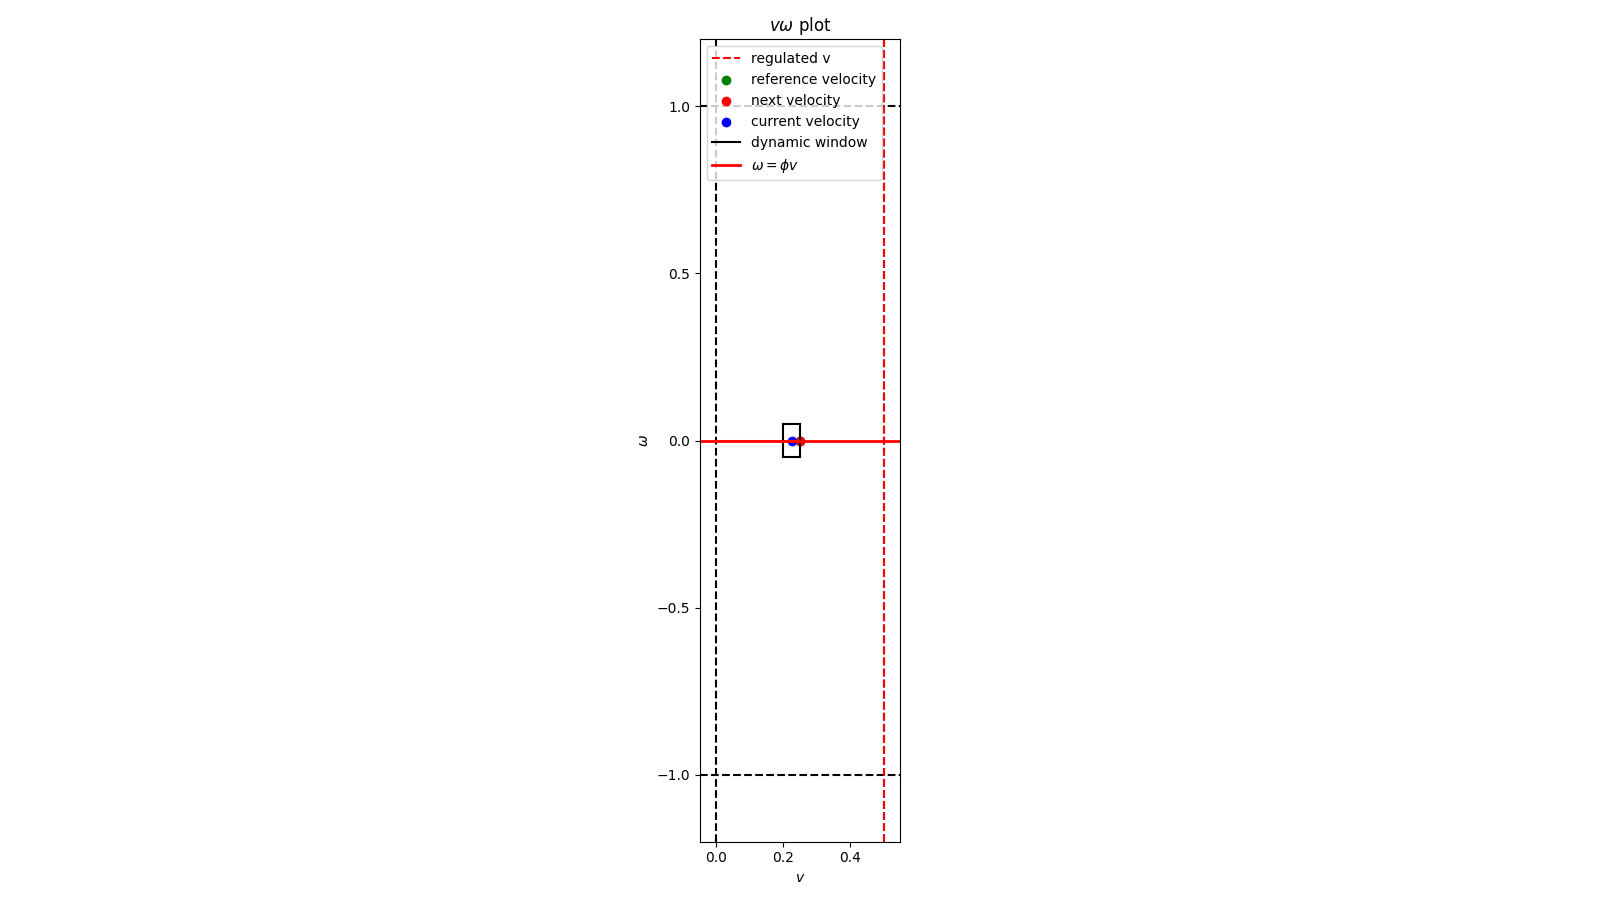 vω plot
regulated v
reference velocity
next velocity
current velocity
dynamic window
ω = ϕv
1.0
0.5
0.0
−0.5
−1.0
ω
0.0 0.2 0.4
v